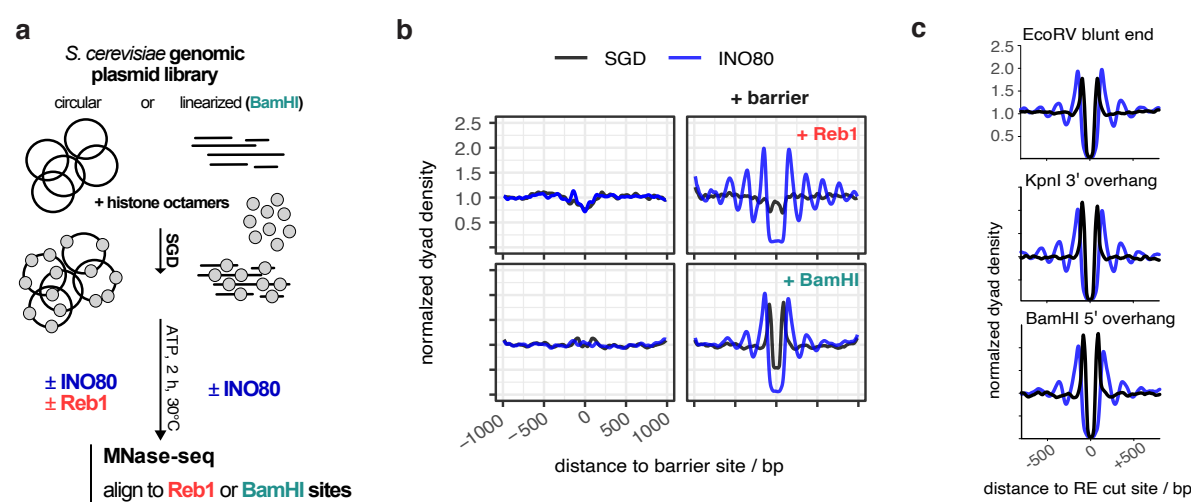 a
S. cerevisiae genomic
plasmid library
circular or linearized (BamHI)
+ histone octamers
SGD
ATP, 2 h, 30°C
± INO80
± Reb1
± INO80
MNase-seq
align to Reb1 or BamHI sites
b
SGD INO80
+ barrier
+ Reb1
+ BamHI
2.5
2.0
1.5
1.0
0.5
normalized dyad density
−1000 −500 0 500 1000
distance to barrier site / bp
c
EcoRV blunt end
2.5
2.0
1.5
1.0
0.5
KpnI 3' overhang
BamHI 5' overhang
normalized dyad density
-500 0 +500
distance to RE cut site / bp